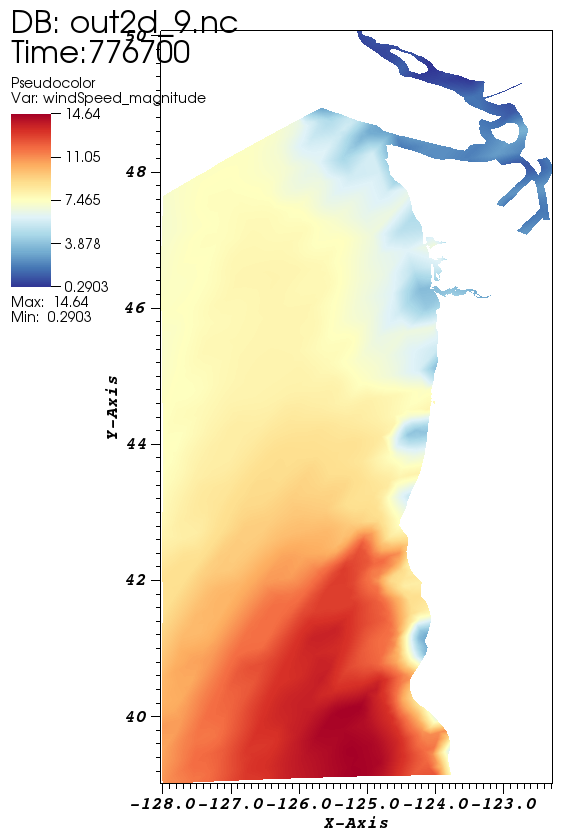 DB: out2d_9.nc
Time:776700
Pseudocolor
Var: windSpeed_magnitude
14.64
11.05
7.465
3.878
0.2903
Max: 14.64
Min: 0.2903
50
48
46
44
42
40
Y-Axis
-128.0 -127.0 -126.0 -125.0 -124.0 -123.0
X-Axis